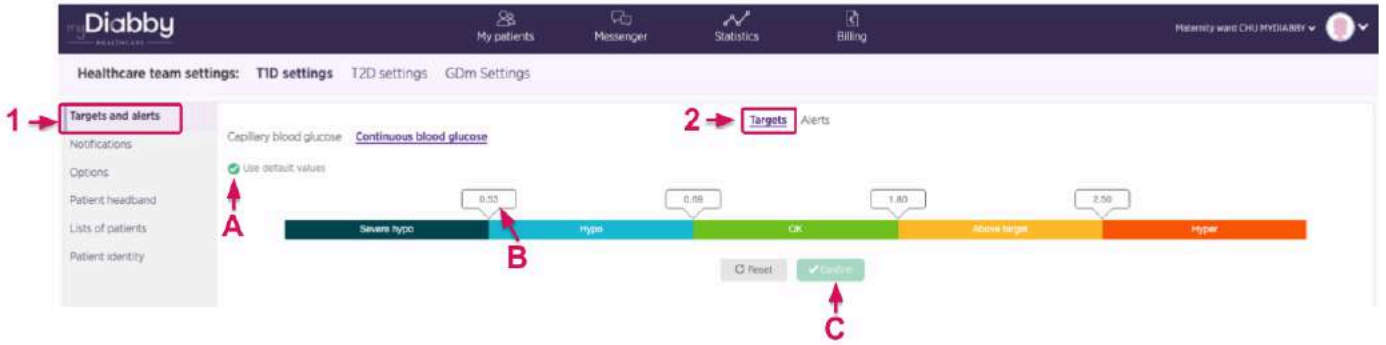 myDiabby
HEALTHCARE
My patients
Messenger
Statistics
Billing
Maternity ward CHU MYDIABBY
Healthcare team settings: T1D settings T2D settings GDm Settings
1
Targets and alerts
2
Targets Alerts
Notifications
Capillary blood glucose Continuous blood glucose
Options
Use default values
Patient headband
0.53
0.69
1.80
2.50
Lists of patients
A
Severe hypo
Hypo
OK
Above target
Hyper
Patient identity
B
Reset
Confirm
C